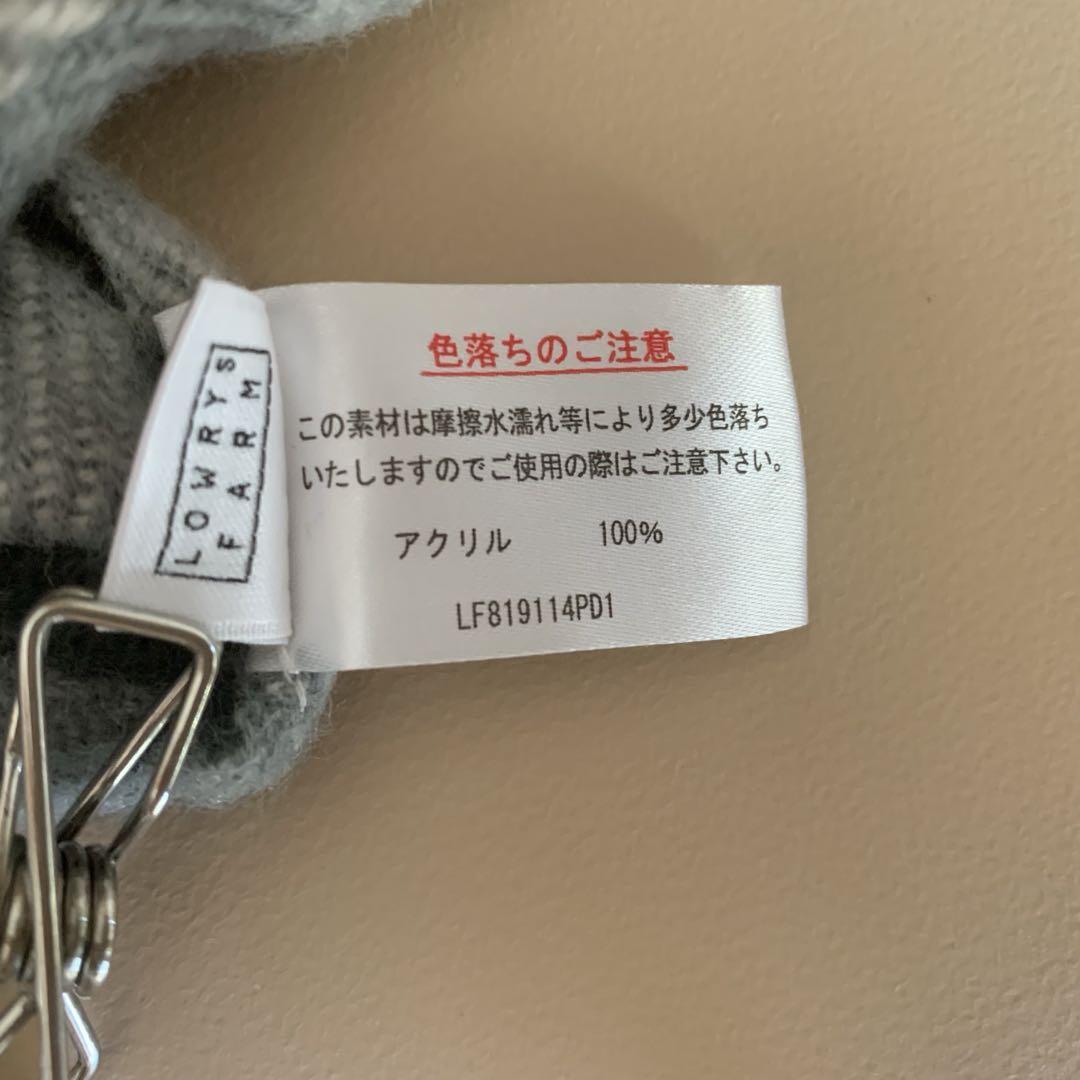 LOWRYS
FARM
色落ちのご注意
この素材は摩擦水濡れ等により多少色落ち
いたしますのでご使用の際はご注意下さい。
アクリル 100%
LF819114PD1